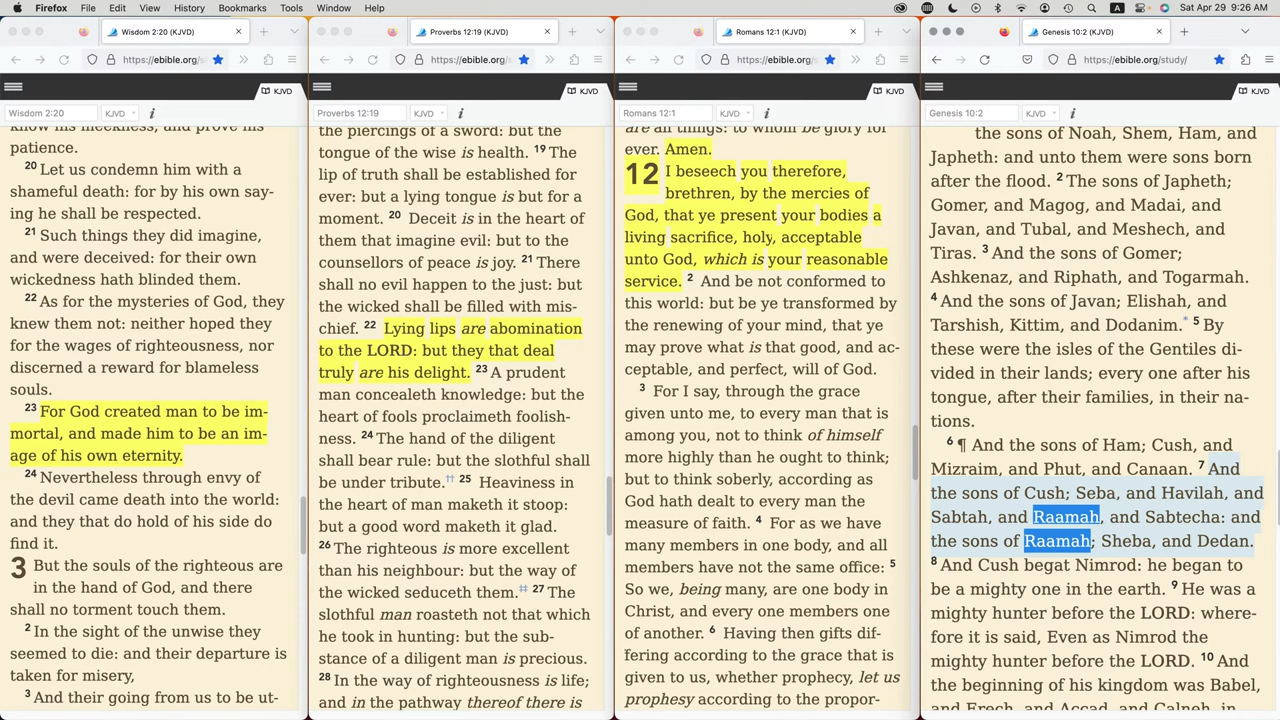 Firefox File Edit View History Bookmarks Tools Window Help A Sat Apr 29 9:26 AM
Wisdom 2:20 (KJVD)
https://ebible.org/s
KJVD
Wisdom 2:20 KJVD i
know his meekness, and prove his
patience.
20 Let us condemn him with a
shameful death: for by his own say-
ing he shall be respected.
21 Such things they did imagine,
and were deceived: for their own
wickedness hath blinded them.
22 As for the mysteries of God, they
knew them not: neither hoped they
for the wages of righteousness, nor
discerned a reward for blameless
souls.
23 For God created man to be im-
mortal, and made him to be an im-
age of his own eternity.
24 Nevertheless through envy of
the devil came death into the world:
and they that do hold of his side do
find it.
3 But the souls of the righteous are
in the hand of God, and there
shall no torment touch them.
2 In the sight of the unwise they
seemed to die: and their departure is
taken for misery,
3 And their going from us to be ut-
Proverbs 12:19 (KJVD)
https://ebible.org/s
KJVD
Proverbs 12:19 KJVD i
the piercings of a sword: but the
tongue of the wise is health. 19 The
lip of truth shall be established for
ever: but a lying tongue is but for a
moment. 20 Deceit is in the heart of
them that imagine evil: but to the
counsellors of peace is joy. 21 There
shall no evil happen to the just: but
the wicked shall be filled with mis-
chief. 22 Lying lips are abomination
to the LORD: but they that deal
truly are his delight. 23 A prudent
man concealeth knowledge: but the
heart of fools proclaimeth foolish-
ness. 24 The hand of the diligent
shall bear rule: but the slothful shall
be under tribute.†† 25 Heaviness in
the heart of man maketh it stoop:
but a good word maketh it glad.
26 The righteous is more excellent
than his neighbour: but the way of
the wicked seduceth them.‡‡ 27 The
slothful man roasteth not that which
he took in hunting: but the sub-
stance of a diligent man is precious.
28 In the way of righteousness is life;
and in the pathway thereof there is
Romans 12:1 (KJVD)
https://ebible.org/s
KJVD
Romans 12:1 KJVD i
are all things: to whom be glory for
ever. Amen.
12 I beseech you therefore,
brethren, by the mercies of
God, that ye present your bodies a
living sacrifice, holy, acceptable
unto God, which is your reasonable
service. 2 And be not conformed to
this world: but be ye transformed by
the renewing of your mind, that ye
may prove what is that good, and ac-
ceptable, and perfect, will of God.
3 For I say, through the grace
given unto me, to every man that is
among you, not to think of himself
more highly than he ought to think;
but to think soberly, according as
God hath dealt to every man the
measure of faith. 4 For as we have
many members in one body, and all
members have not the same office: 5
So we, being many, are one body in
Christ, and every one members one
of another. 6 Having then gifts dif-
fering according to the grace that is
given to us, whether prophecy, let us
prophesy according to the propor-
Genesis 10:2 (KJVD)
https://ebible.org/study/
KJVD
Genesis 10:2 KJVD i
the sons of Noah, Shem, Ham, and
Japheth: and unto them were sons born
after the flood. 2 The sons of Japheth;
Gomer, and Magog, and Madai, and
Javan, and Tubal, and Meshech, and
Tiras. 3 And the sons of Gomer;
Ashkenaz, and Riphath, and Togarmah.
4 And the sons of Javan; Elishah, and
Tarshish, Kittim, and Dodanim.* 5 By
these were the isles of the Gentiles di-
vided in their lands; every one after his
tongue, after their families, in their na-
tions.
6 ¶ And the sons of Ham; Cush, and
Mizraim, and Phut, and Canaan. 7 And
the sons of Cush; Seba, and Havilah, and
Sabtah, and Raamah, and Sabtecha: and
the sons of Raamah; Sheba, and Dedan.
8 And Cush begat Nimrod: he began to
be a mighty one in the earth. 9 He was a
mighty hunter before the LORD: where-
fore it is said, Even as Nimrod the
mighty hunter before the LORD. 10 And
the beginning of his kingdom was Babel,
and Erech, and Accad, and Calneh, in